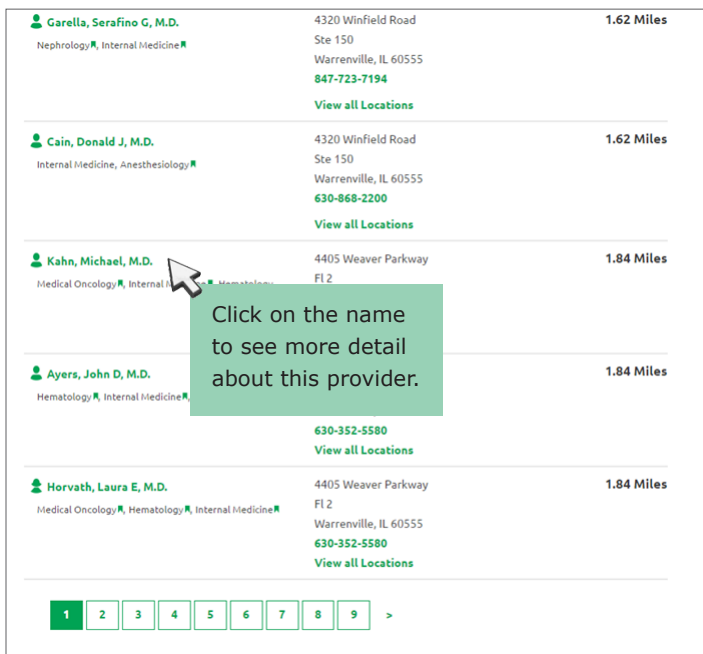 Garella, Serafino G, M.D.
Nephrology, Internal Medicine
4320 Winfield Road
Ste 150
Warrenville, IL 60555
847-723-7194
View all Locations
1.62 Miles
Cain, Donald J, M.D.
Internal Medicine, Anesthesiology
4320 Winfield Road
Ste 150
Warrenville, IL 60555
630-868-2200
View all Locations
1.62 Miles
Kahn, Michael, M.D.
Medical Oncology, Internal Hematology
4405 Weaver Parkway
Fl 2
1.84 Miles
Click on the name
to see more detail
about this provider.
Ayers, John D, M.D.
Hematology, Internal Medicine,
630-352-5580
View all Locations
1.84 Miles
Horvath, Laura E, M.D.
Medical Oncology, Hematology, Internal Medicine
4405 Weaver Parkway
Fl 2
Warrenville, IL 60555
630-352-5580
View all Locations
1.84 Miles
1 2 3 4 5 6 7 8 9 >